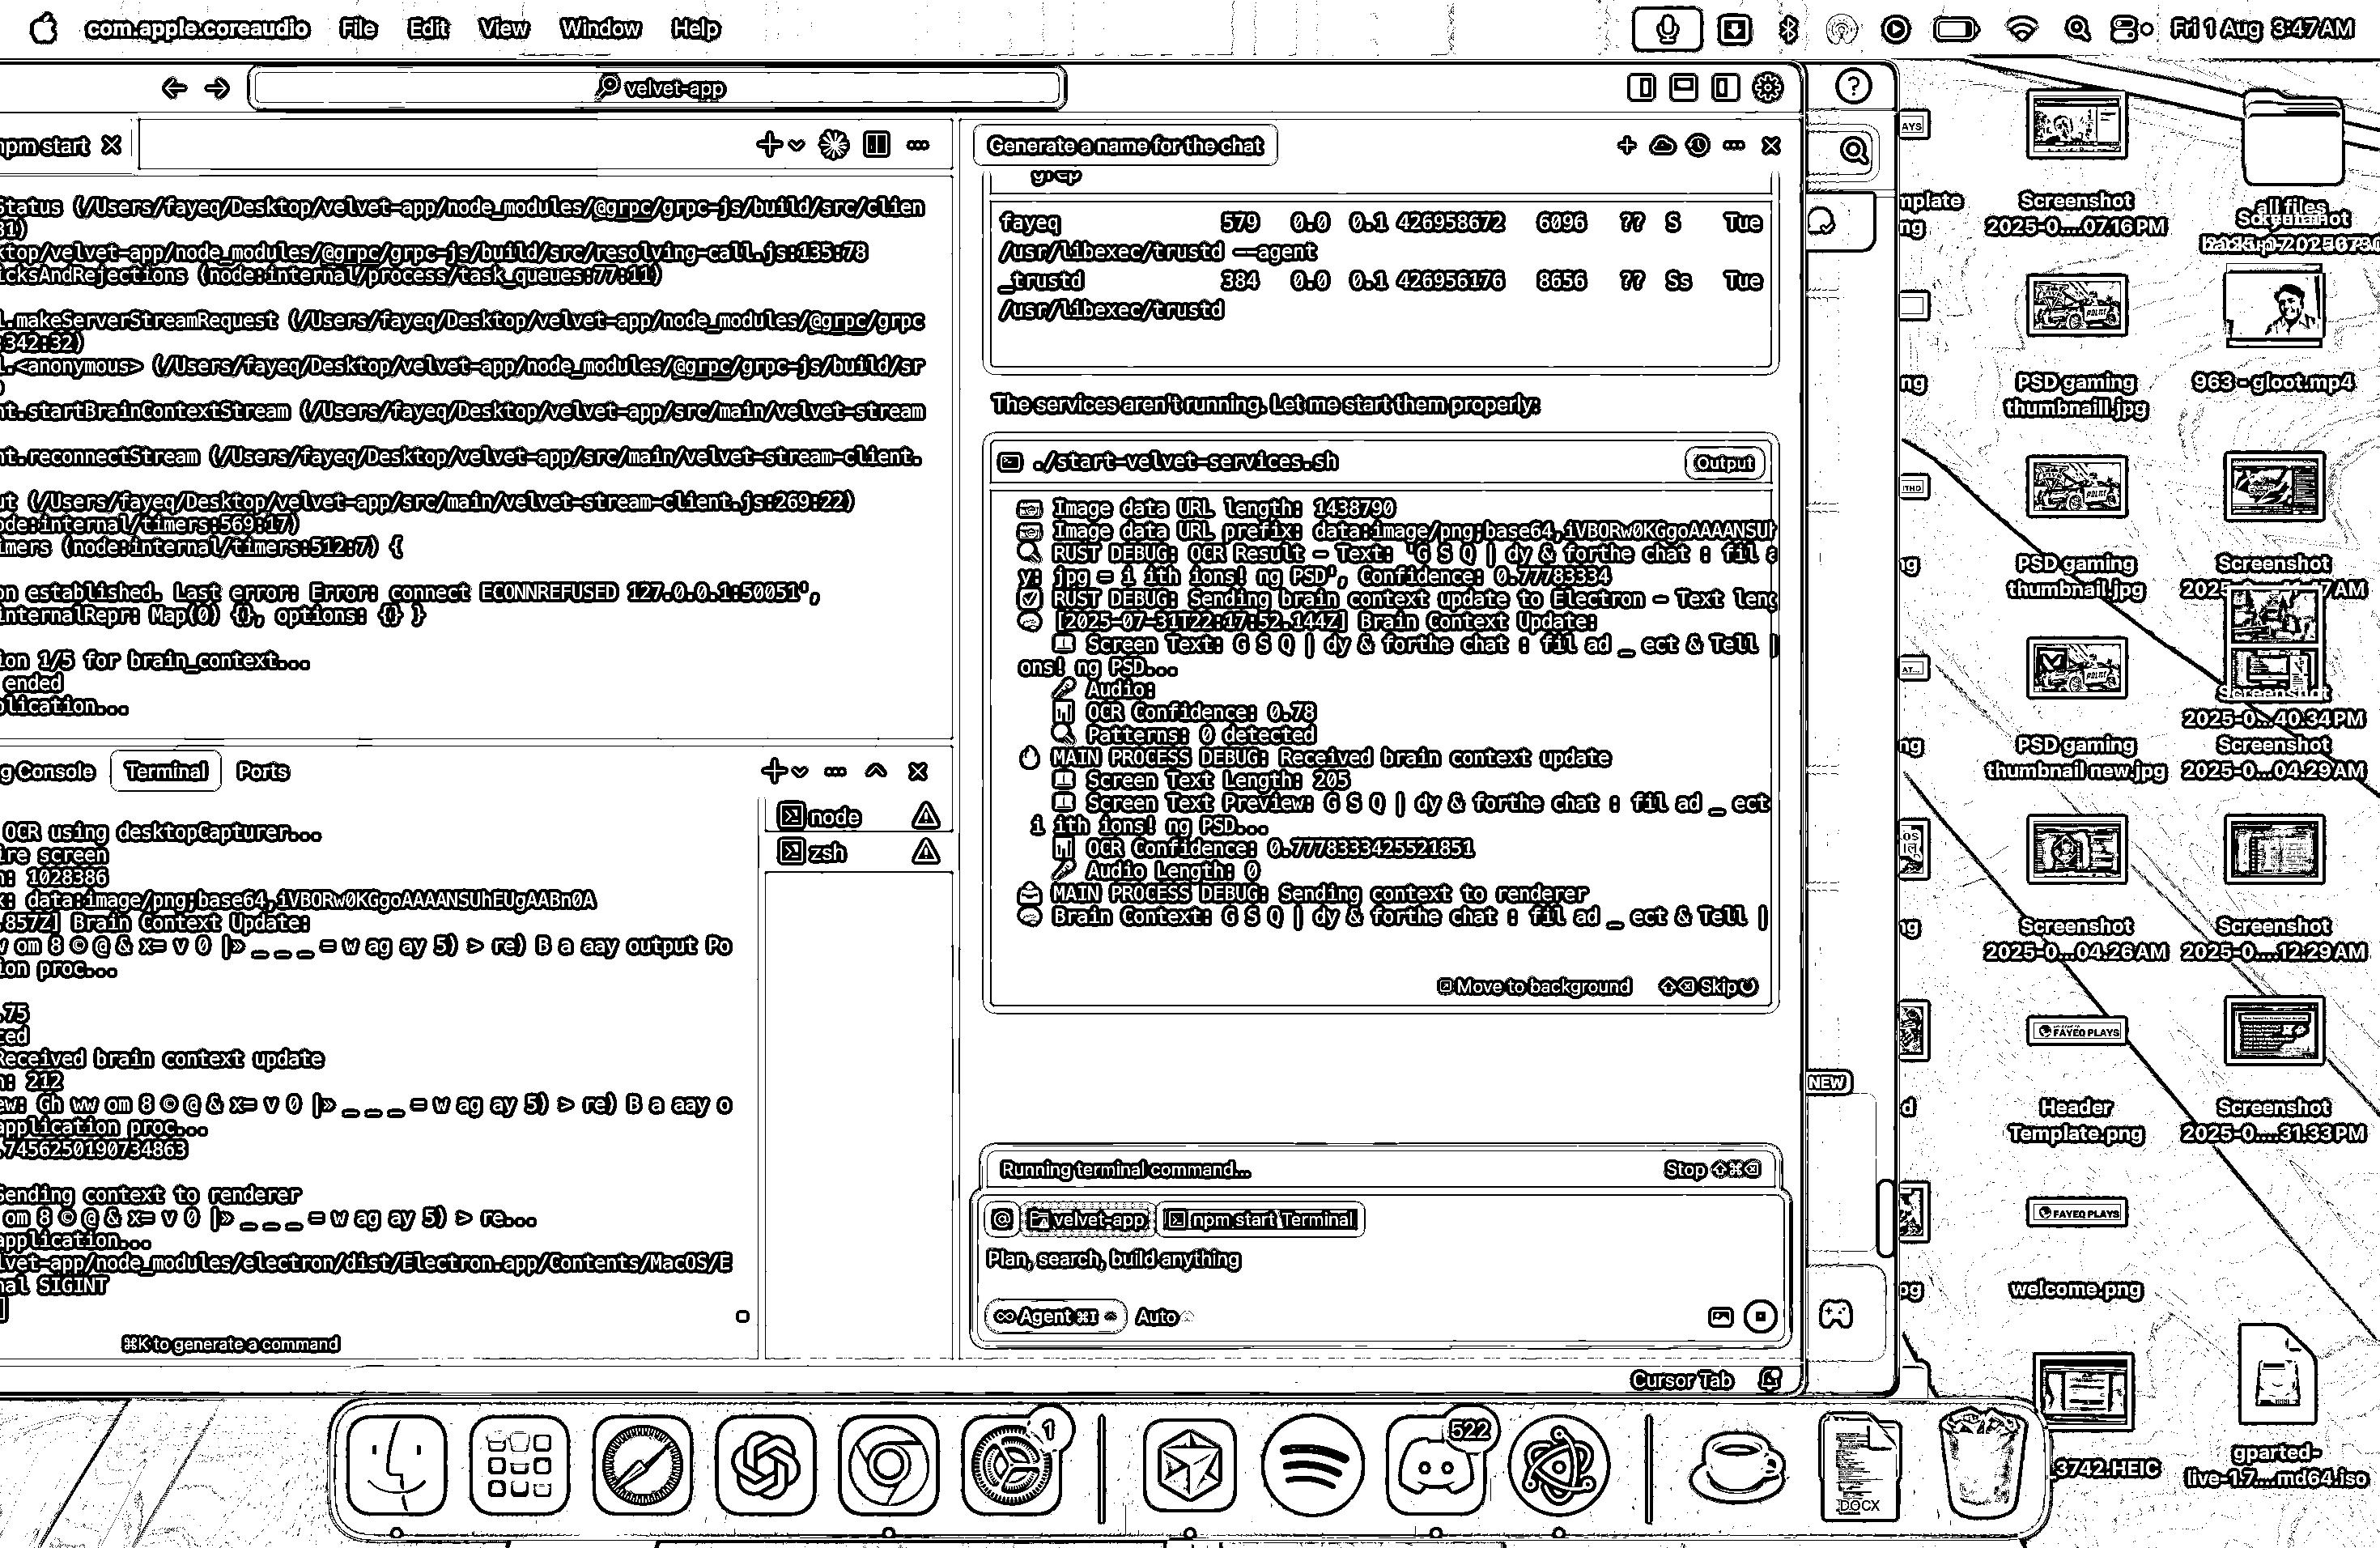 com.apple.coreaudio File Edit View Window Help
Fri 1 Aug 3:47 AM
velvet-app
npm start
Status (/Users/fayeq/Desktop/velvet-app/node_modules/@grpc/grpc-js/build/src/clien
31)
ktop/velvet-app/node_modules/@grpc/grpc-js/build/src/resolving-call.js:135:78
icksAndRejections (node:internal/process/task_queues:77:11)
.makeServerStreamRequest (/Users/fayeq/Desktop/velvet-app/node_modules/@grpc/grpc
:342:32)
.<anonymous> (/Users/fayeq/Desktop/velvet-app/node_modules/@grpc/grpc-js/build/sr
)
nt.startBrainContextStream (/Users/fayeq/Desktop/velvet-app/src/main/velvet-stream
nt.reconnectStream (/Users/fayeq/Desktop/velvet-app/src/main/velvet-stream-client.
ut (/Users/fayeq/Desktop/velvet-app/src/main/velvet-stream-client.js:269:22)
ode:internal/timers:569:17)
imers (node:internal/timers:512:7) {
on established. Last error: Error: connect ECONNREFUSED 127.0.0.1:50051',
internalRepr: Map(0) {}, options: {} }
ion 1/5 for brain_context...
ended
plication...
g Console Terminal Ports
node
zsh
OCR using desktopCapturer...
ire screen
h: 1028386
x: data:image/png;base64,iVBORw0KGgoAAAANSUhEUgAABn0A
.857Z] Brain Context Update:
w om 8 © @ & x= v 0 |» _ _ _ = w ag ay 5) > re) B a aay output Po
ion proc...
.75
ted
Received brain context update
h: 212
ew: Gh ww om 8 © @ & x= v 0 |» _ _ _ = w ag ay 5) > re) B a aay o
application proc...
.7456250190734863
Sending context to renderer
om 8 © @ & x= v 0 |» _ _ _ = w ag ay 5) > re...
application...
lvet-app/node_modules/electron/dist/Electron.app/Contents/MacOS/E
nal SIGINT
⌘K to generate a command
Generate a name for the chat
grep
fayeq 579 0.0 0.1 426958672 6096 ?? S Tue
/usr/libexec/trustd --agent
_trustd 384 0.0 0.1 426956176 8656 ?? Ss Tue
/usr/libexec/trustd
The services aren't running. Let me start them properly:
./start-velvet-services.sh Output
Image data URL length: 1438790
Image data URL prefix: data:image/png;base64,iVBORw0KGgoAAAANSUh
RUST DEBUG: OCR Result - Text: 'G S Q | dy & forthe chat : fil a
y: jpg = i ith ions! ng PSD', Confidence: 0.77783334
RUST DEBUG: Sending brain context update to Electron - Text leng
[2025-07-31T22:17:52.144Z] Brain Context Update:
Screen Text: G S Q | dy & forthe chat : fil ad _ ect & Tell |
ons! ng PSD...
Audio:
OCR Confidence: 0.78
Patterns: 0 detected
MAIN PROCESS DEBUG: Received brain context update
Screen Text Length: 205
Screen Text Preview: G S Q | dy & forthe chat : fil ad _ ect
i ith ions! ng PSD...
OCR Confidence: 0.7778333425521851
Audio Length: 0
MAIN PROCESS DEBUG: Sending context to renderer
Brain Context: G S Q | dy & forthe chat : fil ad _ ect & Tell |
Move to background Skip
Running terminal command... Stop ⇧⌘⌫
@ velvet-app npm start Terminal
Plan, search, build anything
∞ Agent ⌘I Auto
Cursor Tab
NEW
AYS
mplate
ng
ng
ng
ng
ng
d
pg
Screenshot
2025-0....07.16 PM
PSD gaming
thumbnaill.jpg
PSD gaming
thumbnail.jpg
PSD gaming
thumbnail new.jpg
Screenshot
2025-0....04.26 AM
FAYEQ PLAYS
Header
Template.png
FAYEQ PLAYS
welcome.png
3742.HEIC
all files
Screenshot
963 - gloot.mp4
Screenshot
Screenshot
2025-0....40.34 PM
Screenshot
2025-0....04.29 AM
Screenshot
2025-0....12.29 AM
Screenshot
2025-0....31.33 PM
gparted-
live-1.7....md64.iso
1
522
DOCX